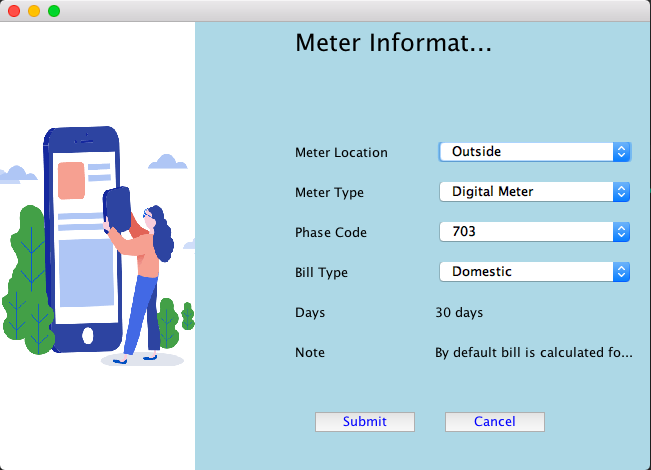 Meter Informat...
Meter Location Outside
Meter Type Digital Meter
Phase Code 703
Bill Type Domestic
Days 30 days
Note By default bill is calculated fo...
Submit Cancel